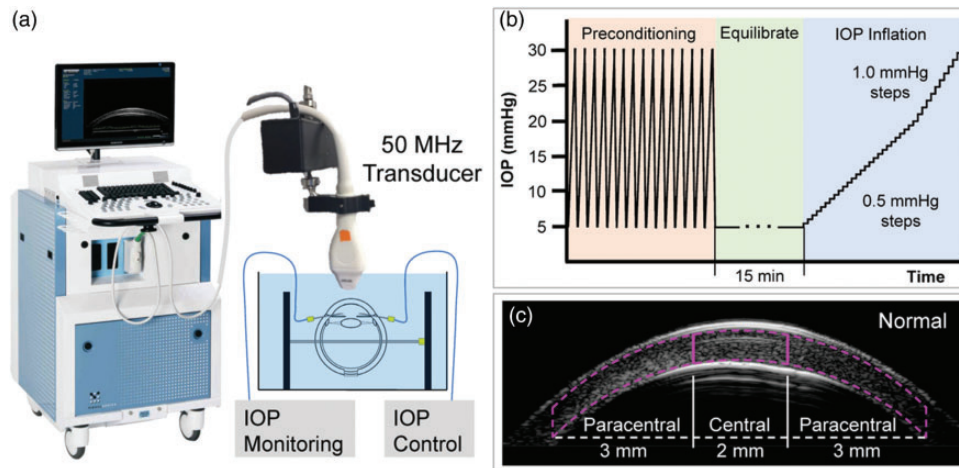 (a)
50 MHz
Transducer
IOP
Monitoring
IOP
Control
(b)
Preconditioning
Equilibrate
IOP Inflation
IOP (mmHg)
30
25
20
15
10
5
1.0 mmHg
steps
0.5 mmHg
steps
15 min
Time
(c)
Normal
Paracentral
Central
Paracentral
3 mm
2 mm
3 mm